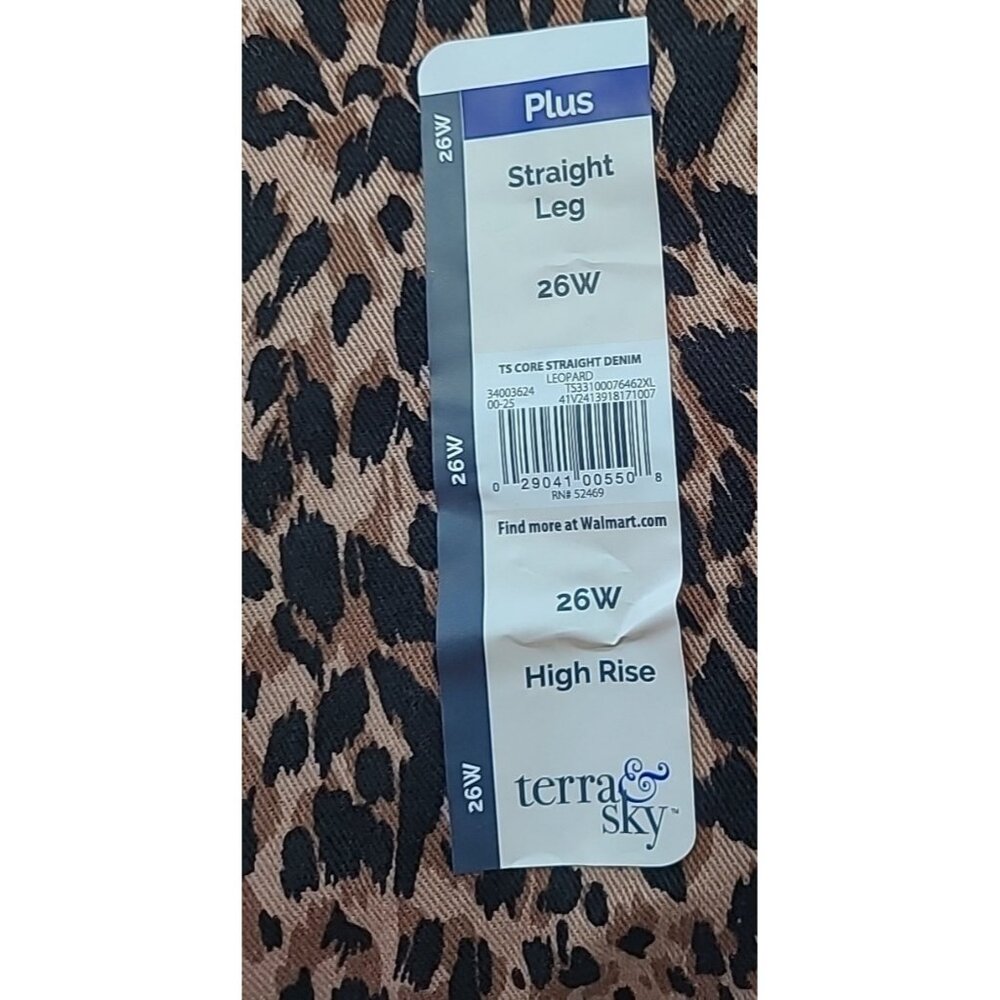 Plus
26W
Straight
Leg
26W
TS CORE STRAIGHT DENIM
LEOPARD
34003624 TS33100076462XL
00-25 41V2413918171007
0 29041 00550 8
RN# 52469
26W
Find more at Walmart.com
26W
High Rise
26W
terra &
sky™